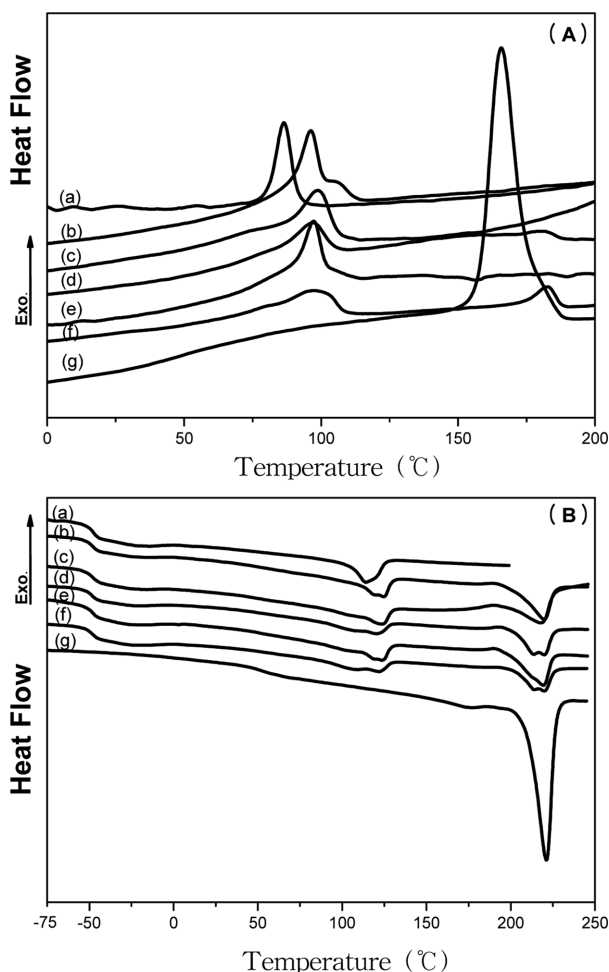 ( A )
Heat Flow
Exo.
(a)
(b)
(c)
(d)
(e)
(f)
(g)
0 50 100 150 200
Temperature (℃)
( B )
Exo.
Heat Flow
(a)
(b)
(c)
(d)
(e)
(f)
(g)
-75 -50 0 50 100 150 200 250
Temperature (℃)